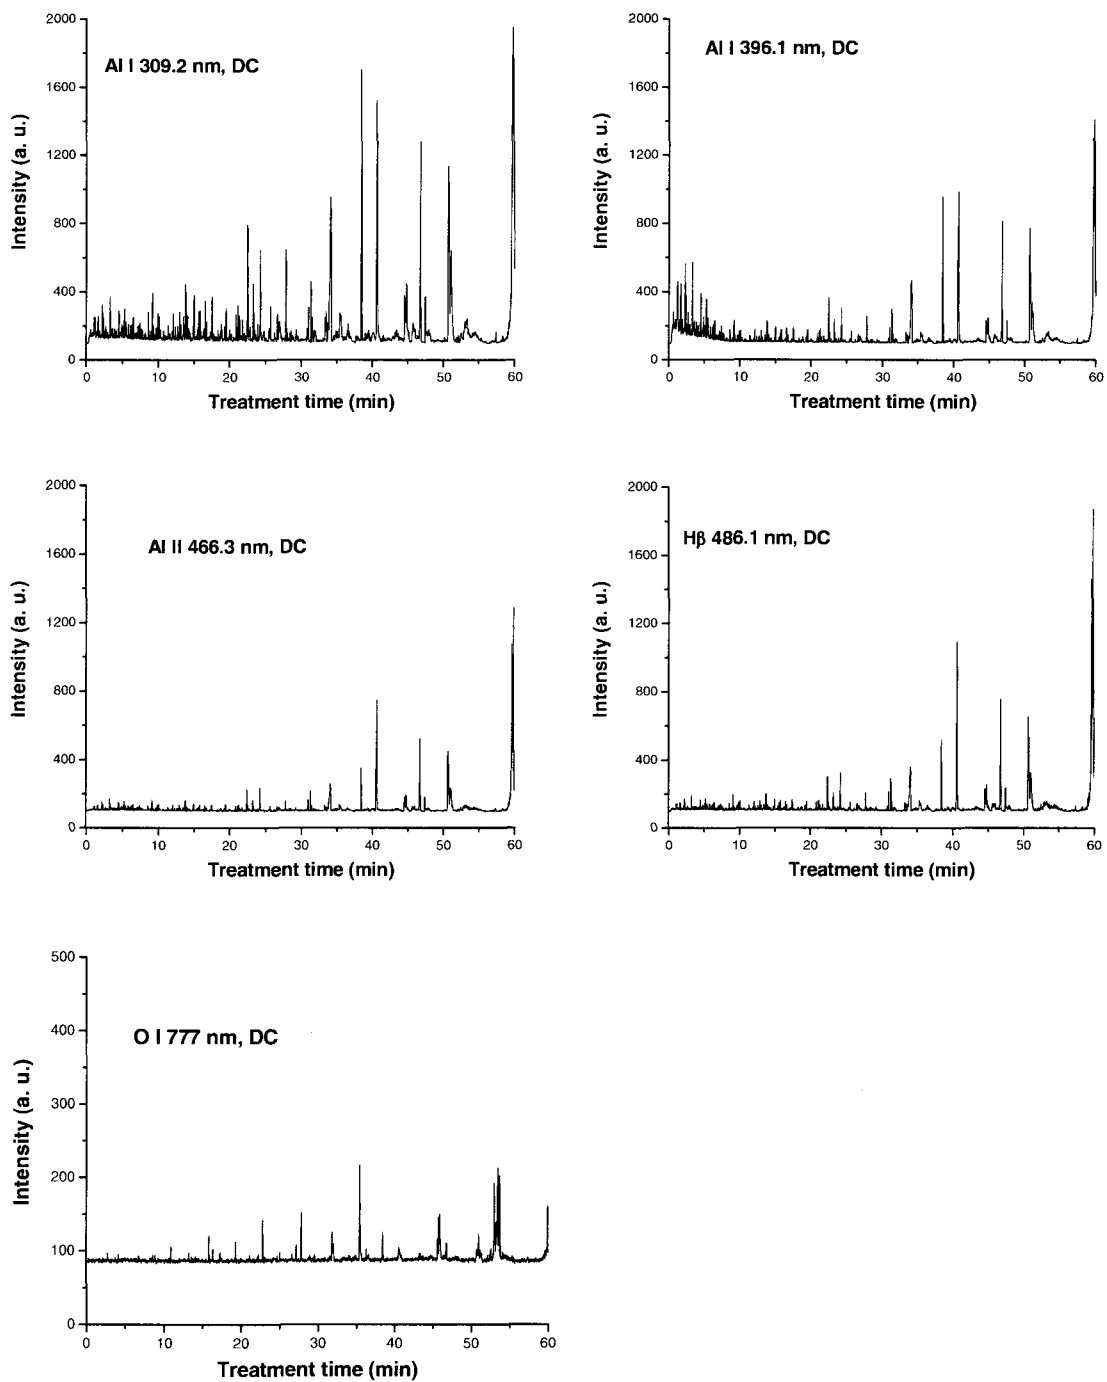 Al I 309.2 nm, DC
Intensity (a. u.)
2000
1600
1200
800
400
0
0 10 20 30 40 50 60
Treatment time (min)
Al I 396.1 nm, DC
Intensity (a. u.)
2000
1600
1200
800
400
0
0 10 20 30 40 50 60
Treatment time (min)
Al II 466.3 nm, DC
Intensity (a. u.)
2000
1600
1200
800
400
0
0 10 20 30 40 50 60
Treatment time (min)
Hβ 486.1 nm, DC
Intensity (a. u.)
2000
1600
1200
800
400
0
0 10 20 30 40 50 60
Treatment time (min)
O I 777 nm, DC
Intensity (a. u.)
500
400
300
200
100
0
0 10 20 30 40 50 60
Treatment time (min)